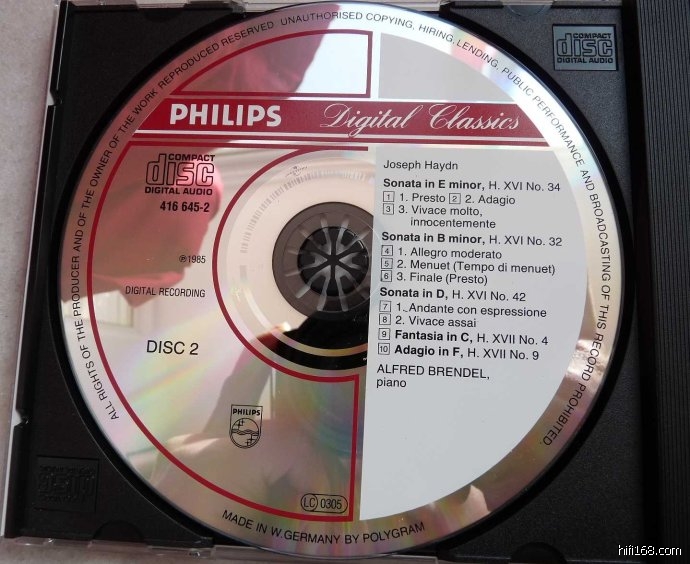 ALL RIGHTS OF THE PRODUCER AND OF THE OWNER OF THE WORK REPRODUCED RESERVED. UNAUTHORISED COPYING, HIRING, LENDING, PUBLIC PERFORMANCE AND BROADCASTING OF THIS RECORD PROHIBITED.
COMPACT
disc
DIGITAL AUDIO
PHILIPS Digital Classics
COMPACT
disc
DIGITAL AUDIO
416 645-2
℗1985
DIGITAL RECORDING
DISC 2
PHILIPS
LC 0305
Joseph Haydn
Sonata in E minor, H. XVI No. 34
1 1. Presto 2 2. Adagio
3 3. Vivace molto,
innocentemente
Sonata in B minor, H. XVI No. 32
4 1. Allegro moderato
5 2. Menuet (Tempo di menuet)
6 3. Finale (Presto)
Sonata in D, H. XVI No. 42
7 1. Andante con espressione
8 2. Vivace assai
9 Fantasia in C, H. XVII No. 4
10 Adagio in F, H. XVII No. 9
ALFRED BRENDEL,
piano
MADE IN W.GERMANY BY POLYGRAM
hifi168.com